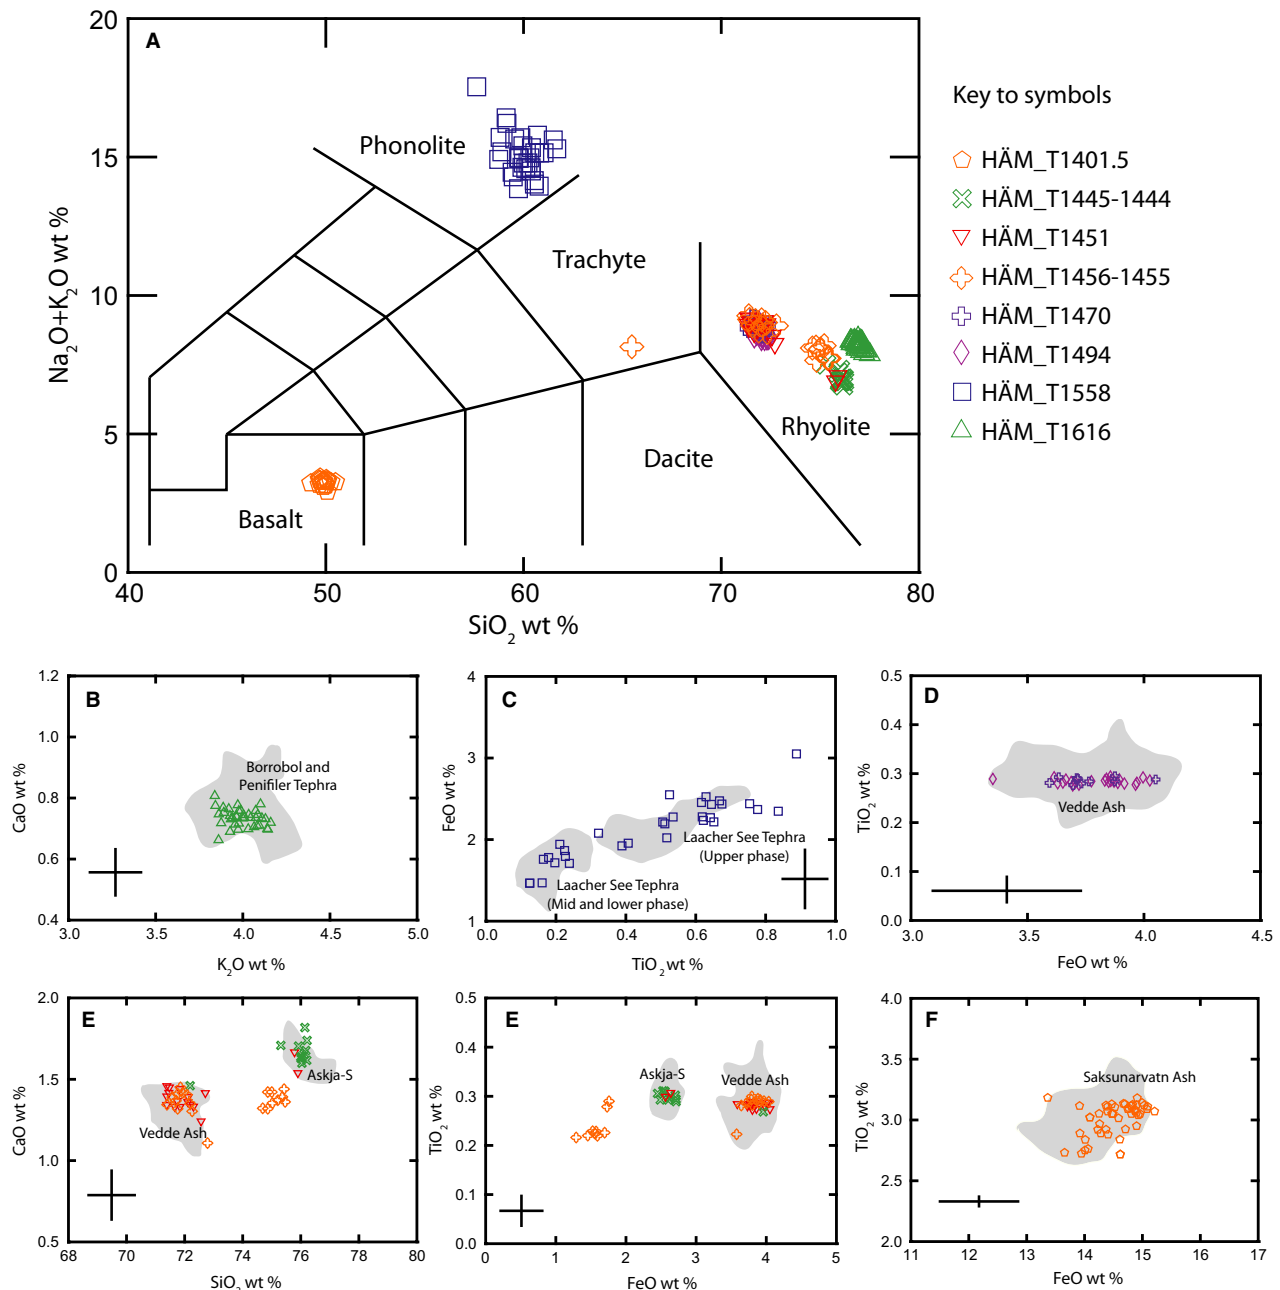 A
20
15
10
5
0
Na2O+K2O wt %
40
50
60
70
80
SiO2 wt %
Phonolite
Trachyte
Rhyolite
Dacite
Basalt
Key to symbols
HÄM_T1401.5
HÄM_T1445-1444
HÄM_T1451
HÄM_T1456-1455
HÄM_T1470
HÄM_T1494
HÄM_T1558
HÄM_T1616
B
1.2
1.0
0.8
0.6
0.4
CaO wt %
Borrobol and
Penifiler Tephra
3.0
3.5
4.0
4.5
5.0
K2O wt %
C
4
3
2
1
FeO wt %
Laacher See Tephra
(Upper phase)
Laacher See Tephra
(Mid and lower phase)
0.0
0.2
0.4
0.6
0.8
1.0
TiO2 wt %
D
0.5
0.4
0.3
0.2
0.1
0.0
TiO2 wt %
Vedde Ash
3.0
3.5
4.0
4.5
FeO wt %
E
2.0
1.5
1.0
0.5
CaO wt %
Askja-S
Vedde Ash
68
70
72
74
76
78
80
SiO2 wt %
E
0.5
0.4
0.3
0.2
0.1
0.0
TiO2 wt %
Askja-S
Vedde Ash
0
1
2
3
4
5
FeO wt %
F
4.0
3.5
3.0
2.5
2.0
TiO2 wt %
Saksunarvatn Ash
11
12
13
14
15
16
17
FeO wt %